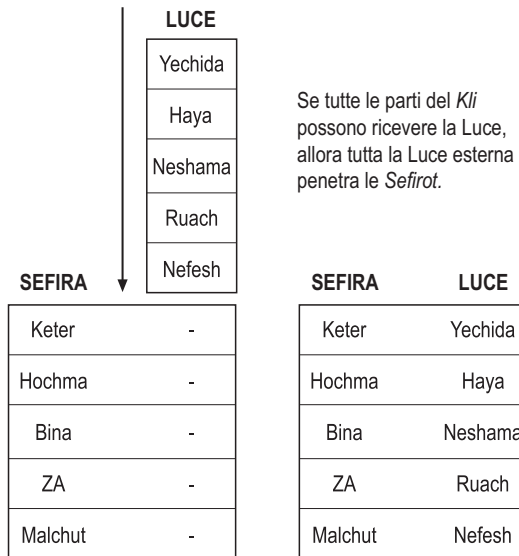 LUCE
Yechida
Haya
Neshama
Ruach
Nefesh
Se tutte le parti del Kli
possono ricevere la Luce,
allora tutta la Luce esterna
penetra le Sefirot.
SEFIRA
Keter -
Hochma -
Bina -
ZA -
Malchut -
SEFIRA LUCE
Keter Yechida
Hochma Haya
Bina Neshama
ZA Ruach
Malchut Nefesh